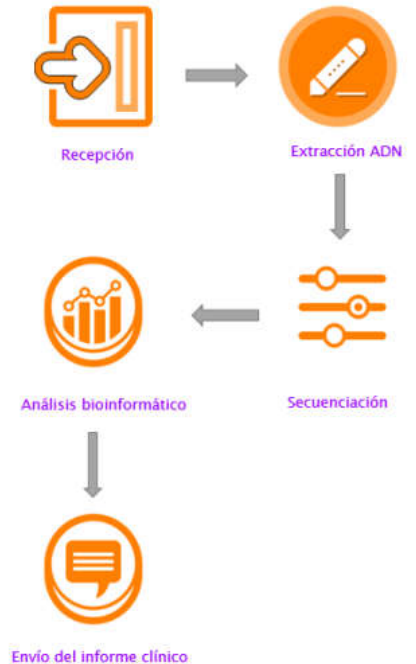 Recepción
Extracción ADN
Secuenciación
Análisis bioinformático
Envío del informe clínico